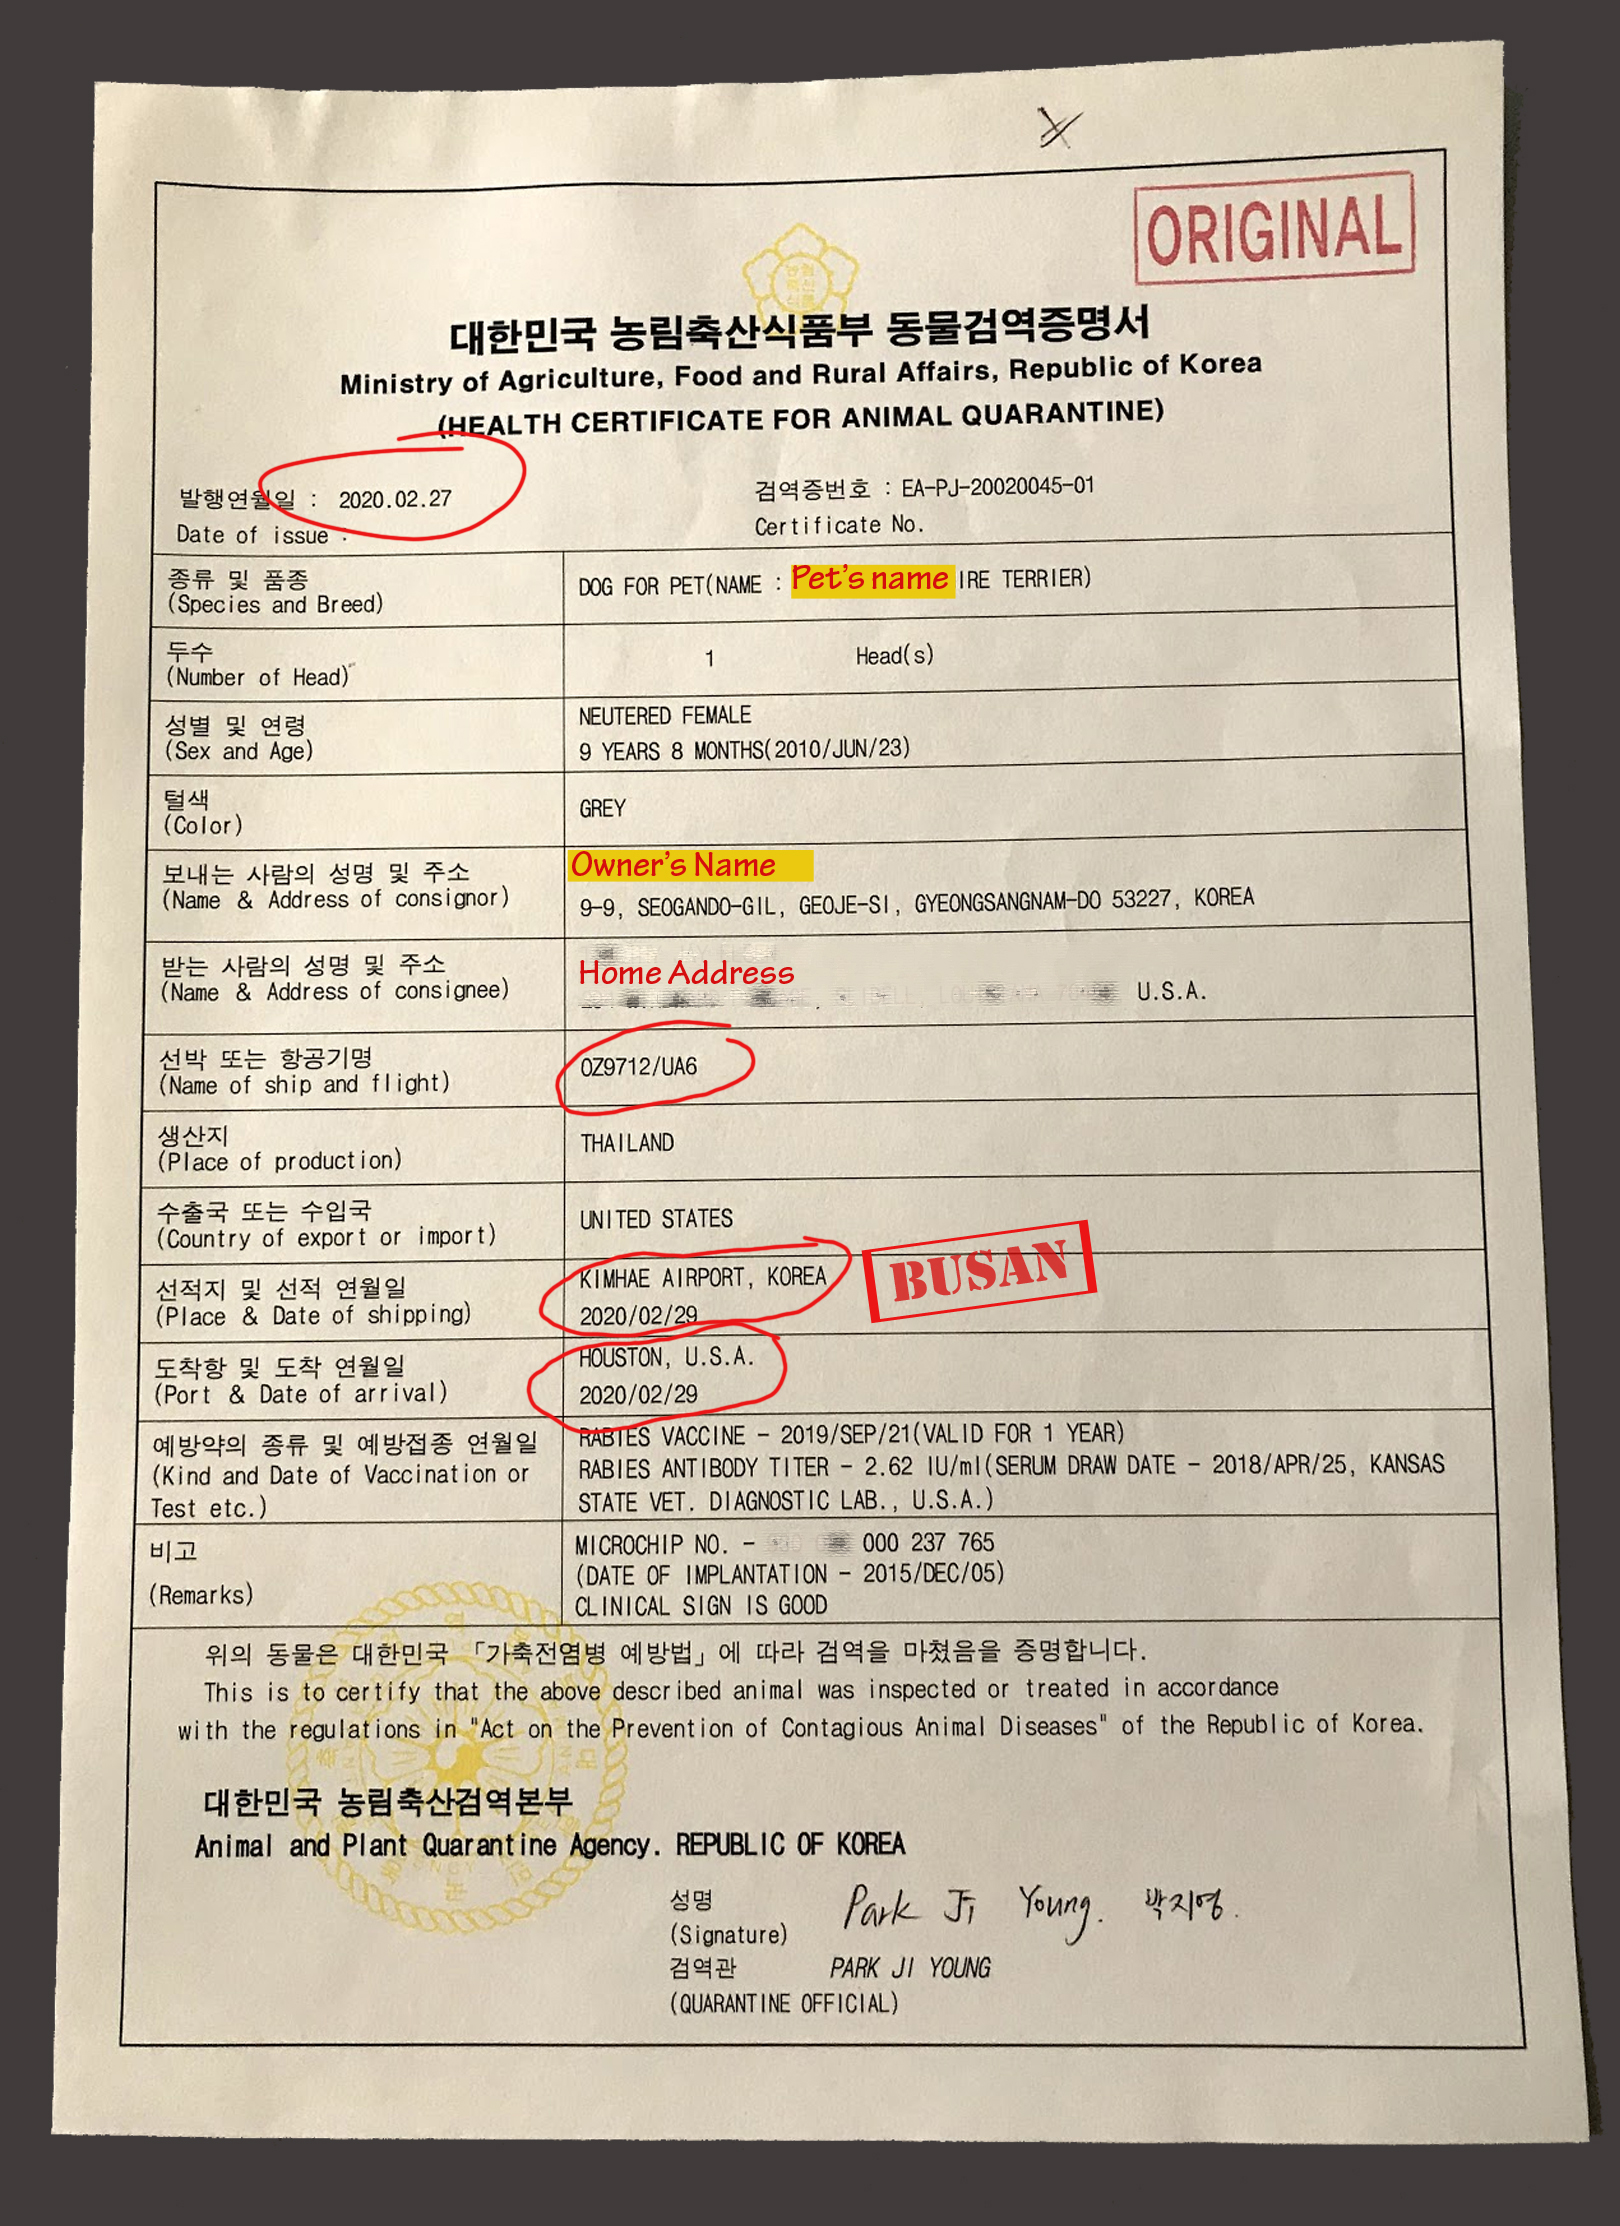 ORIGINAL
대한민국 농림축산식품부 동물검역증명서
Ministry of Agriculture, Food and Rural Affairs, Republic of Korea
(HEALTH CERTIFICATE FOR ANIMAL QUARANTINE)
발행연월일 : 2020.02.27 검역증번호 : EA-PJ-20020045-01
Date of issue : Certificate No.
종류 및 품종
(Species and Breed)
DOG FOR PET(NAME : Pet's name IRE TERRIER)
두수
(Number of Head)
1 Head(s)
성별 및 연령
(Sex and Age)
NEUTERED FEMALE
9 YEARS 8 MONTHS(2010/JUN/23)
털색
(Color)
GREY
보내는 사람의 성명 및 주소
(Name & Address of consignor)
Owner's Name
9-9, SEOGANDO-GIL, GEOJE-SI, GYEONGSANGNAM-DO 53227, KOREA
받는 사람의 성명 및 주소
(Name & Address of consignee)
Home Address
U.S.A.
선박 또는 항공기명
(Name of ship and flight)
OZ9712/UA6
생산지
(Place of production)
THAILAND
수출국 또는 수입국
(Country of export or import)
UNITED STATES
선적지 및 선적 연월일
(Place & Date of shipping)
KIMHAE AIRPORT, KOREA
2020/02/29
BUSAN
도착항 및 도착 연월일
(Port & Date of arrival)
HOUSTON, U.S.A.
2020/02/29
예방약의 종류 및 예방접종 연월일
(Kind and Date of Vaccination or
Test etc.)
RABIES VACCINE - 2019/SEP/21(VALID FOR 1 YEAR)
RABIES ANTIBODY TITER - 2.62 IU/ml(SERUM DRAW DATE - 2018/APR/25, KANSAS
STATE VET. DIAGNOSTIC LAB., U.S.A.)
비고
(Remarks)
MICROCHIP NO. - 000 237 765
(DATE OF IMPLANTATION - 2015/DEC/05)
CLINICAL SIGN IS GOOD
위의 동물은 대한민국 「가축전염병 예방법」에 따라 검역을 마쳤음을 증명합니다.
This is to certify that the above described animal was inspected or treated in accordance
with the regulations in "Act on the Prevention of Contagious Animal Diseases" of the Republic of Korea.
대한민국 농림축산검역본부
Animal and Plant Quarantine Agency. REPUBLIC OF KOREA
성명
(Signature)
Park Ji Young. 박지영.
검역관 PARK JI YOUNG
(QUARANTINE OFFICIAL)